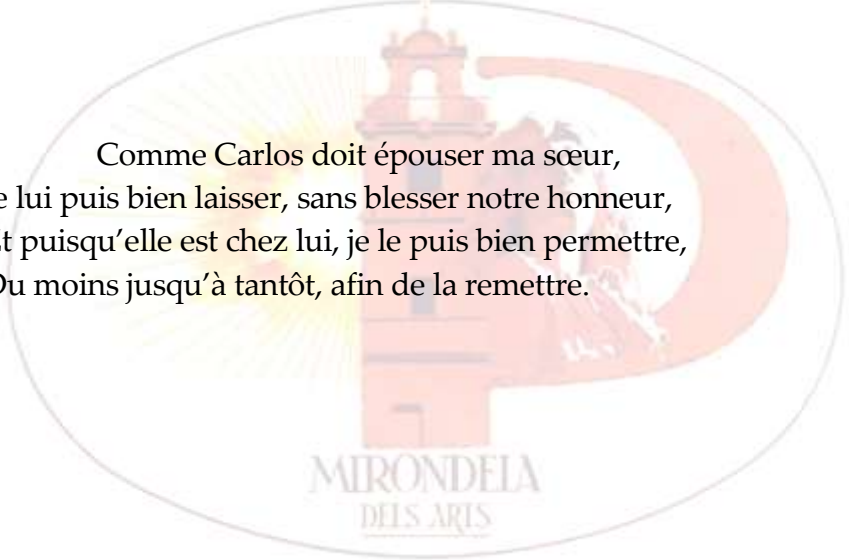 Comme Carlos doit épouser ma sœur,
e lui puis bien laisser, sans blesser notre honneur,
t puisqu’elle est chez lui, je le puis bien permettre,
Du moins jusqu’à tantôt, afin de la remettre.
MIRONDELA
DELS ARTS